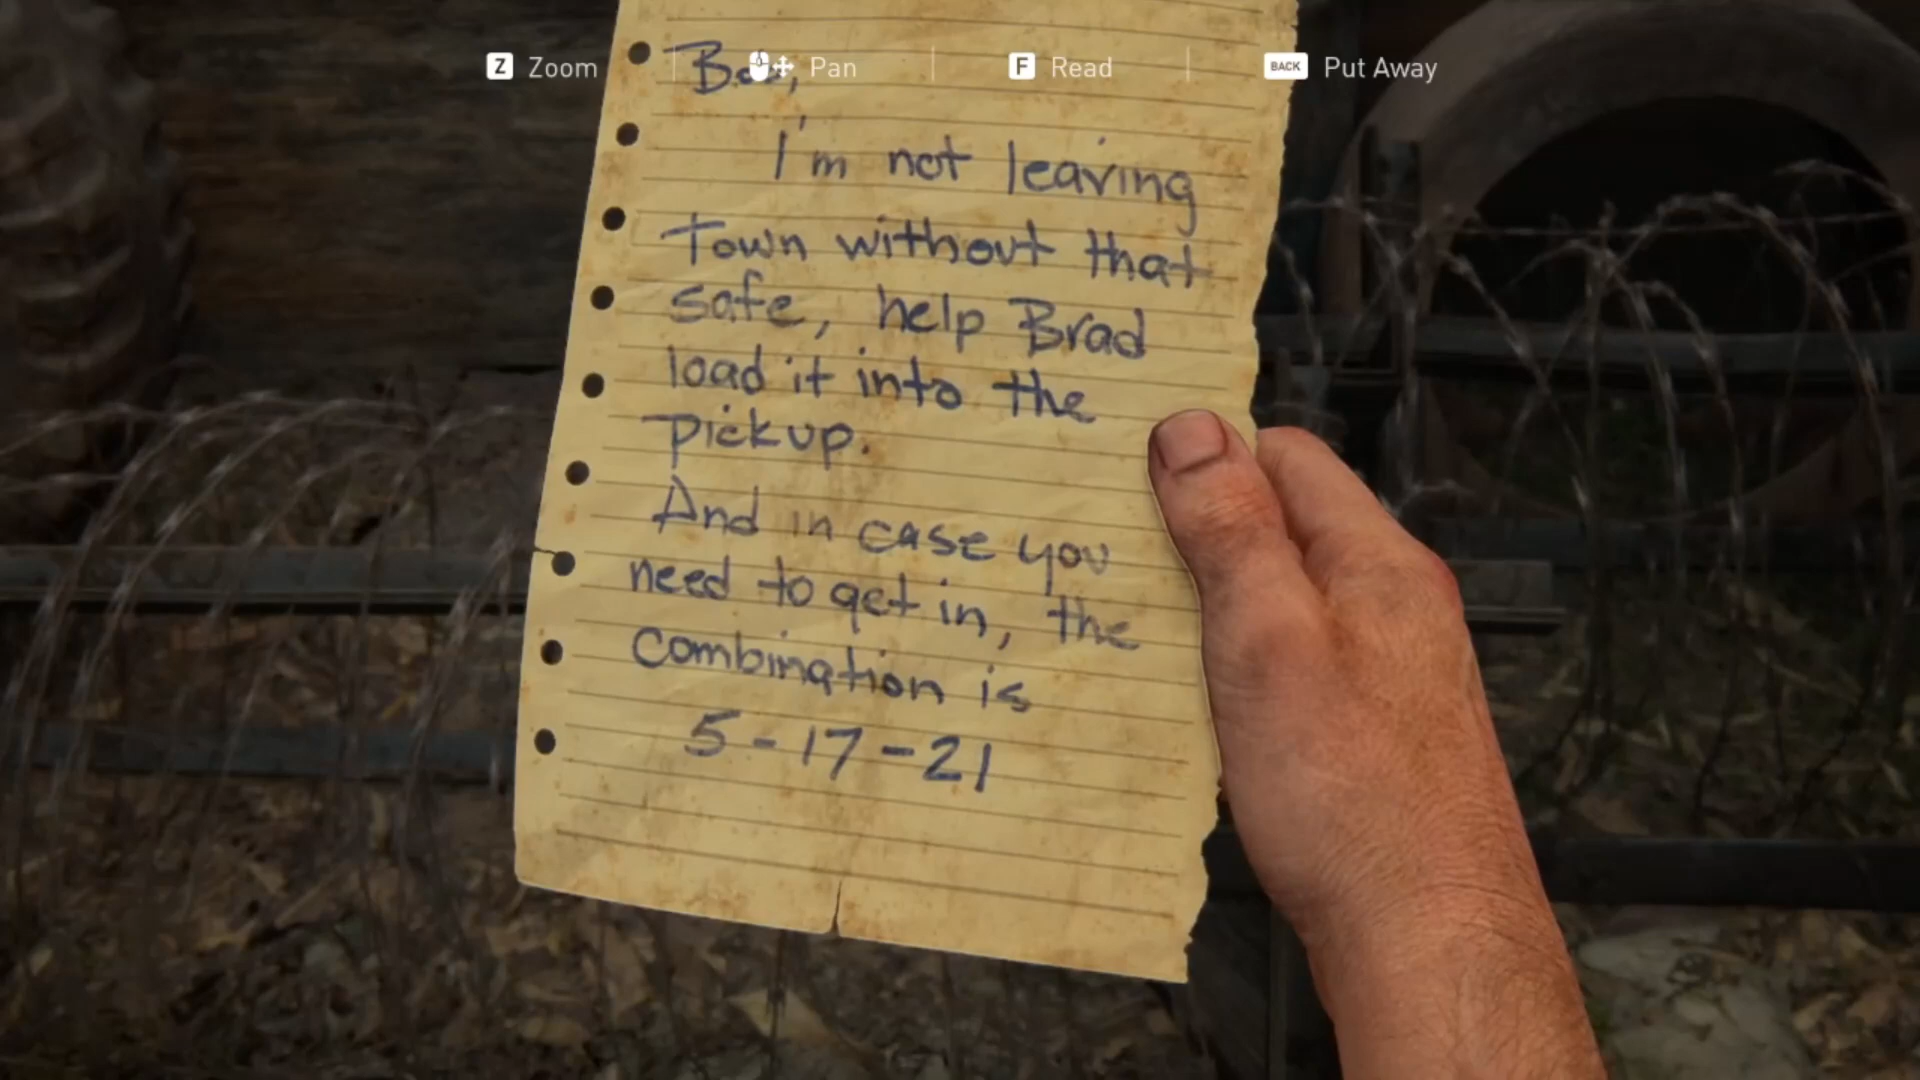 Z Zoom Pan F Read BACK Put Away
I'm not leaving
Town without that
safe, help Brad
load it into the
pickup.
And in case you
need to get in, the
combination is
5-17-21